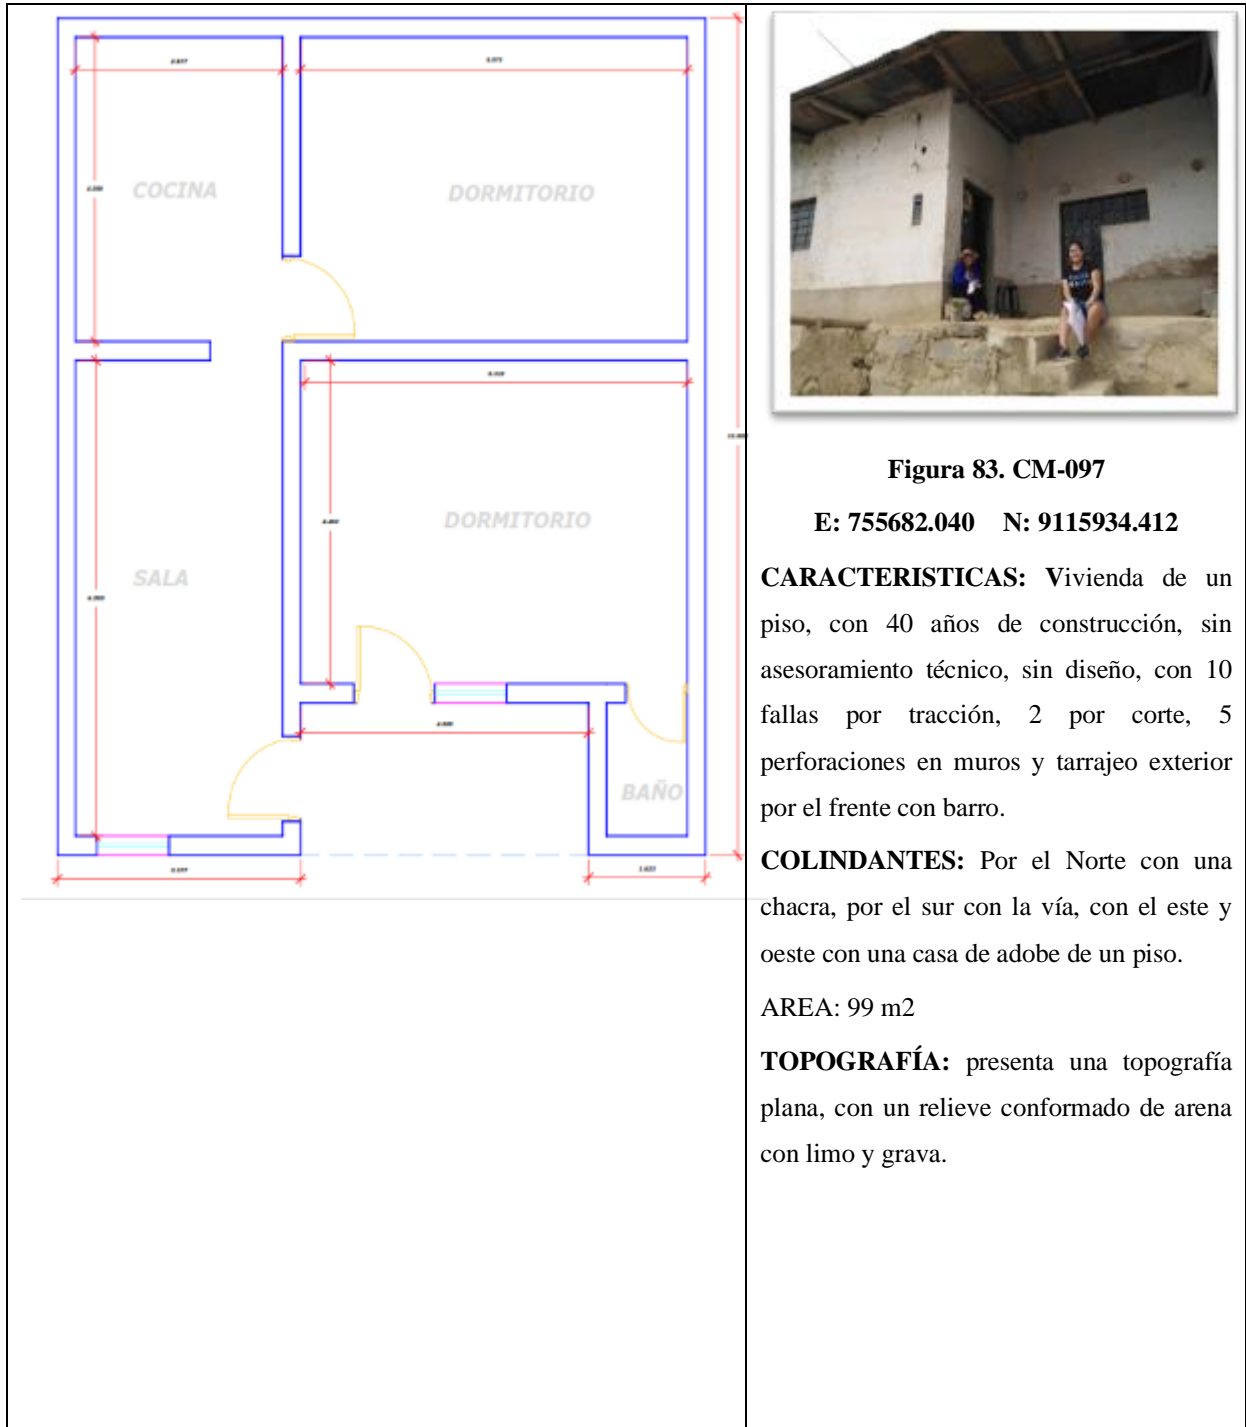 COCINA
DORMITORIO
DORMITORIO
SALA
BAÑO
Figura 83. CM-097
E: 755682.040 N: 9115934.412
CARACTERISTICAS: Vivienda de un
piso, con 40 años de construcción, sin
asesoramiento técnico, sin diseño, con 10
fallas por tracción, 2 por corte, 5
perforaciones en muros y tarrajeo exterior
por el frente con barro.
COLINDANTES: Por el Norte con una
chacra, por el sur con la vía, con el este y
oeste con una casa de adobe de un piso.
AREA: 99 m2
TOPOGRAFÍA: presenta una topografía
plana, con un relieve conformado de arena
con limo y grava.